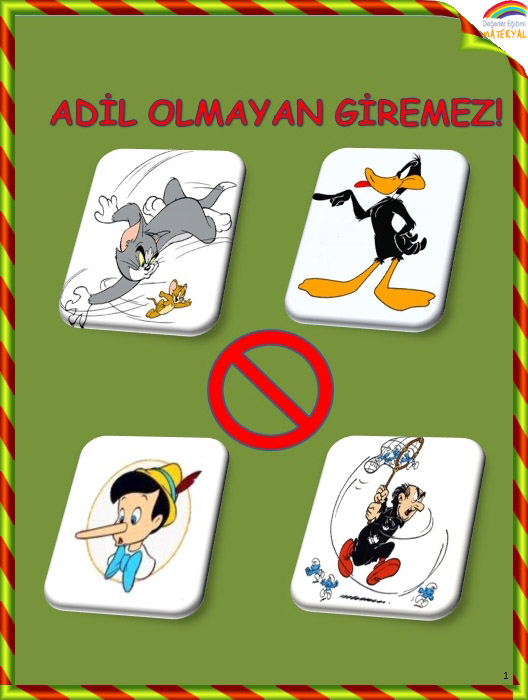 Değerler Eğitimi
MATERYAL
ADİL OLMAYAN GİREMEZ!
1